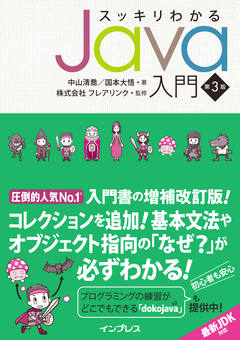 スッキリわかる
Java
入門
第3版
中山清喬／国本大悟・著
株式会社 フレアリンク・監修
圧倒的人気No.1※
入門書の増補改訂版！
コレクションを追加！基本文法や
オブジェクト指向の「なぜ？」が
必ずわかる！
初心者も安心
プログラミングの練習が
どこでもできる「dokojava」も
提供中！
最新JDK
対応
インプレス